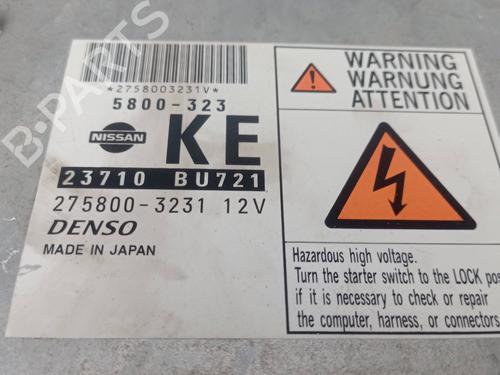 *2758003231V*
5800-323
NISSAN
KE
23710 BU721
275800-3231 12V
DENSO
MADE IN JAPAN
WARNING
WARNUNG
ATTENTION
Hazardous high voltage.
Turn the starter switch to the LOCK pos
if it is necessary to check or repair
the computer, harness, or connectors
B-PARTS